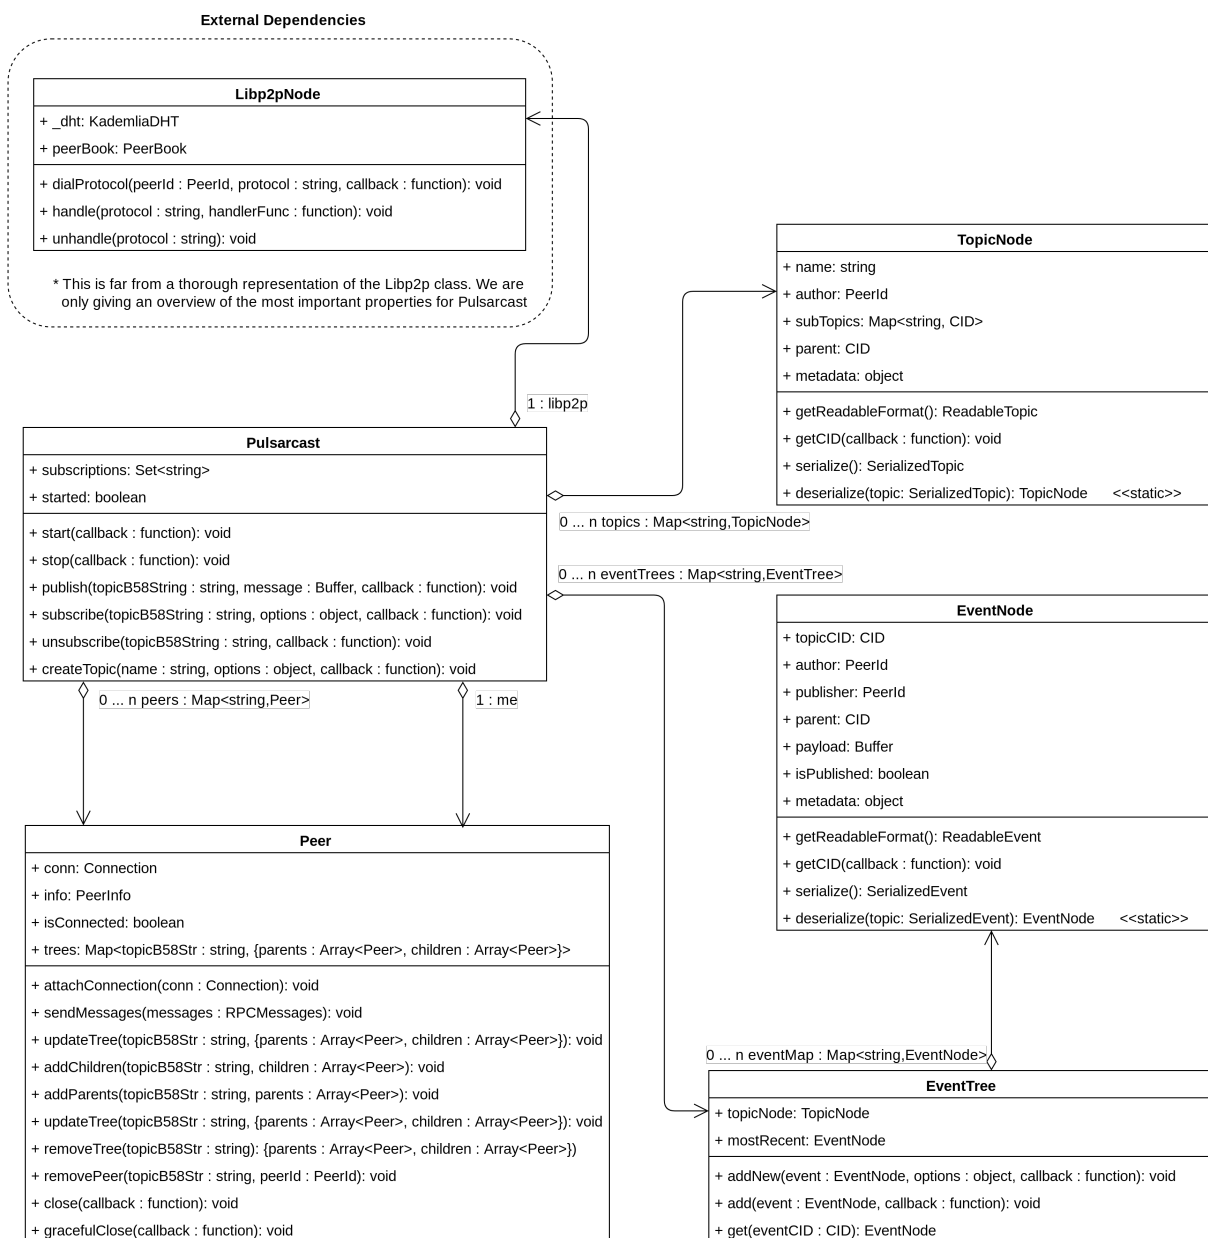 External Dependencies
Libp2pNode
+ _dht: KademliaDHT
+ peerBook: PeerBook
+ dialProtocol(peerId : PeerId, protocol : string, callback : function): void
+ handle(protocol : string, handlerFunc : function): void
+ unhandle(protocol : string): void
* This is far from a thorough representation of the Libp2p class. We are
only giving an overview of the most important properties for Pulsarcast
1 : libp2p
Pulsarcast
+ subscriptions: Set<string>
+ started: boolean
+ start(callback : function): void
+ stop(callback : function): void
+ publish(topicB58String : string, message : Buffer, callback : function): void
+ subscribe(topicB58String : string, options : object, callback : function): void
+ unsubscribe(topicB58String : string, callback : function): void
+ createTopic(name : string, options : object, callback : function): void
0 ... n topics : Map<string,TopicNode>
0 ... n eventTrees : Map<string,EventTree>
0 ... n peers : Map<string,Peer>
1 : me
TopicNode
+ name: string
+ author: PeerId
+ subTopics: Map<string, CID>
+ parent: CID
+ metadata: object
+ getReadableFormat(): ReadableTopic
+ getCID(callback : function): void
+ serialize(): SerializedTopic
+ deserialize(topic: SerializedTopic): TopicNode <<static>>
EventNode
+ topicCID: CID
+ author: PeerId
+ publisher: PeerId
+ parent: CID
+ payload: Buffer
+ isPublished: boolean
+ metadata: object
+ getReadableFormat(): ReadableEvent
+ getCID(callback : function): void
+ serialize(): SerializedEvent
+ deserialize(topic: SerializedEvent): EventNode <<static>>
Peer
+ conn: Connection
+ info: PeerInfo
+ isConnected: boolean
+ trees: Map<topicB58Str : string, {parents : Array<Peer>, children : Array<Peer>}>
+ attachConnection(conn : Connection): void
+ sendMessages(messages : RPCMessages): void
+ updateTree(topicB58Str : string, {parents : Array<Peer>, children : Array<Peer>}): void
+ addChildren(topicB58Str : string, children : Array<Peer>): void
+ addParents(topicB58Str : string, parents : Array<Peer>): void
+ updateTree(topicB58Str : string, {parents : Array<Peer>, children : Array<Peer>}): void
+ removeTree(topicB58Str : string): {parents : Array<Peer>, children : Array<Peer>})
+ removePeer(topicB58Str : string, peerId : PeerId): void
+ close(callback : function): void
+ gracefulClose(callback : function): void
0 ... n eventMap : Map<string,EventNode>
EventTree
+ topicNode: TopicNode
+ mostRecent: EventNode
+ addNew(event : EventNode, options : object, callback : function): void
+ add(event : EventNode, callback : function): void
+ get(eventCID : CID): EventNode